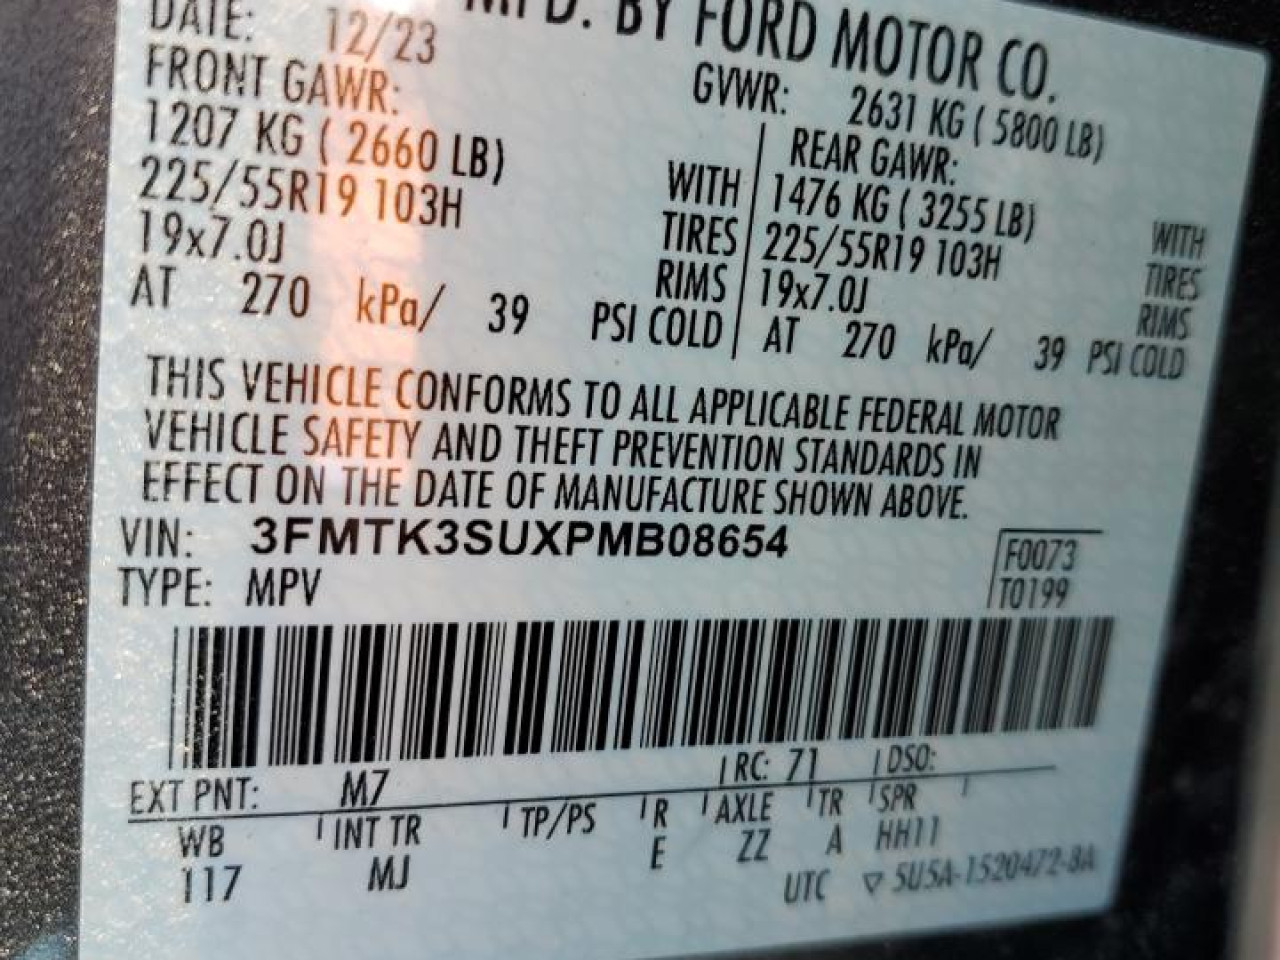 MFD. BY FORD MOTOR CO.
DATE: 12/23
GVWR: 2631 KG ( 5800 LB)
FRONT GAWR:
1207 KG ( 2660 LB) WITH
225/55R19 103H TIRES
19x7.0J RIMS
AT 270 kPa/ 39 PSI COLD
REAR GAWR:
1476 KG ( 3255 LB) WITH
225/55R19 103H TIRES
19x7.0J RIMS
AT 270 kPa/ 39 PSI COLD
THIS VEHICLE CONFORMS TO ALL APPLICABLE FEDERAL MOTOR
VEHICLE SAFETY AND THEFT PREVENTION STANDARDS IN
EFFECT ON THE DATE OF MANUFACTURE SHOWN ABOVE.
VIN: 3FMTK3SUXPMB08654
TYPE: MPV
F0073
T0199
EXT PNT: M7 RC: 71 DSO:
WB INT TR TP/PS R AXLE TR SPR
117 MJ E ZZ A HH11
UTC ▽ 5U5A-1520472-8A